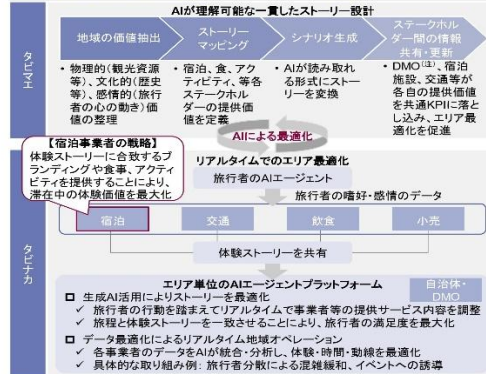 AIが理解可能な一貫したストーリー設計
タビマエ
地域の価値抽出
ストーリー
マッピング
シナリオ生成
ステークホル
ダー間の情報
共有・更新
・ 物理的(観光資源
等)、文化的(歴史
等)、感情的(旅行
者の心の動き)価
値の整理
・ 宿泊、食、アク
ティビティ、等各
ステークホル
ダーの提供価
値を定義
・ AIが読み取れ
る形式にストー
リーを変換
・ DMO(注)、宿泊
施設、交通等が
各自の提供価値
を共通KPIに落と
し込み、エリア最
適化を促進
AIによる最適化
【宿泊事業者の戦略】
体験ストーリーに合致するブ
ランディングや食事、アクティ
ビティを提供することにより、
滞在中の体験価値を最大化
タビナカ
リアルタイムでのエリア最適化
旅行者のAIエージェント
旅行者の嗜好・感情のデータ
宿泊
交通
飲食
小売
体験ストーリーを共有
エリア単位のAIエージェントプラットフォーム
自治体・
DMO
□ 生成AI活用によりストーリーを最適化
✓ 旅行者の行動を踏まえてリアルタイムで事業者等の提供サービス内容を調整
✓ 旅程と体験ストーリーを一致させることにより、旅行者の満足度を最大化
□ データ最適化によるリアルタイム地域オペレーション
✓ 各事業者のデータをAIが統合・分析し、体験・時間・動線を最適化
✓ 具体的な取り組み例: 旅行者分散による混雑緩和、イベントへの誘導